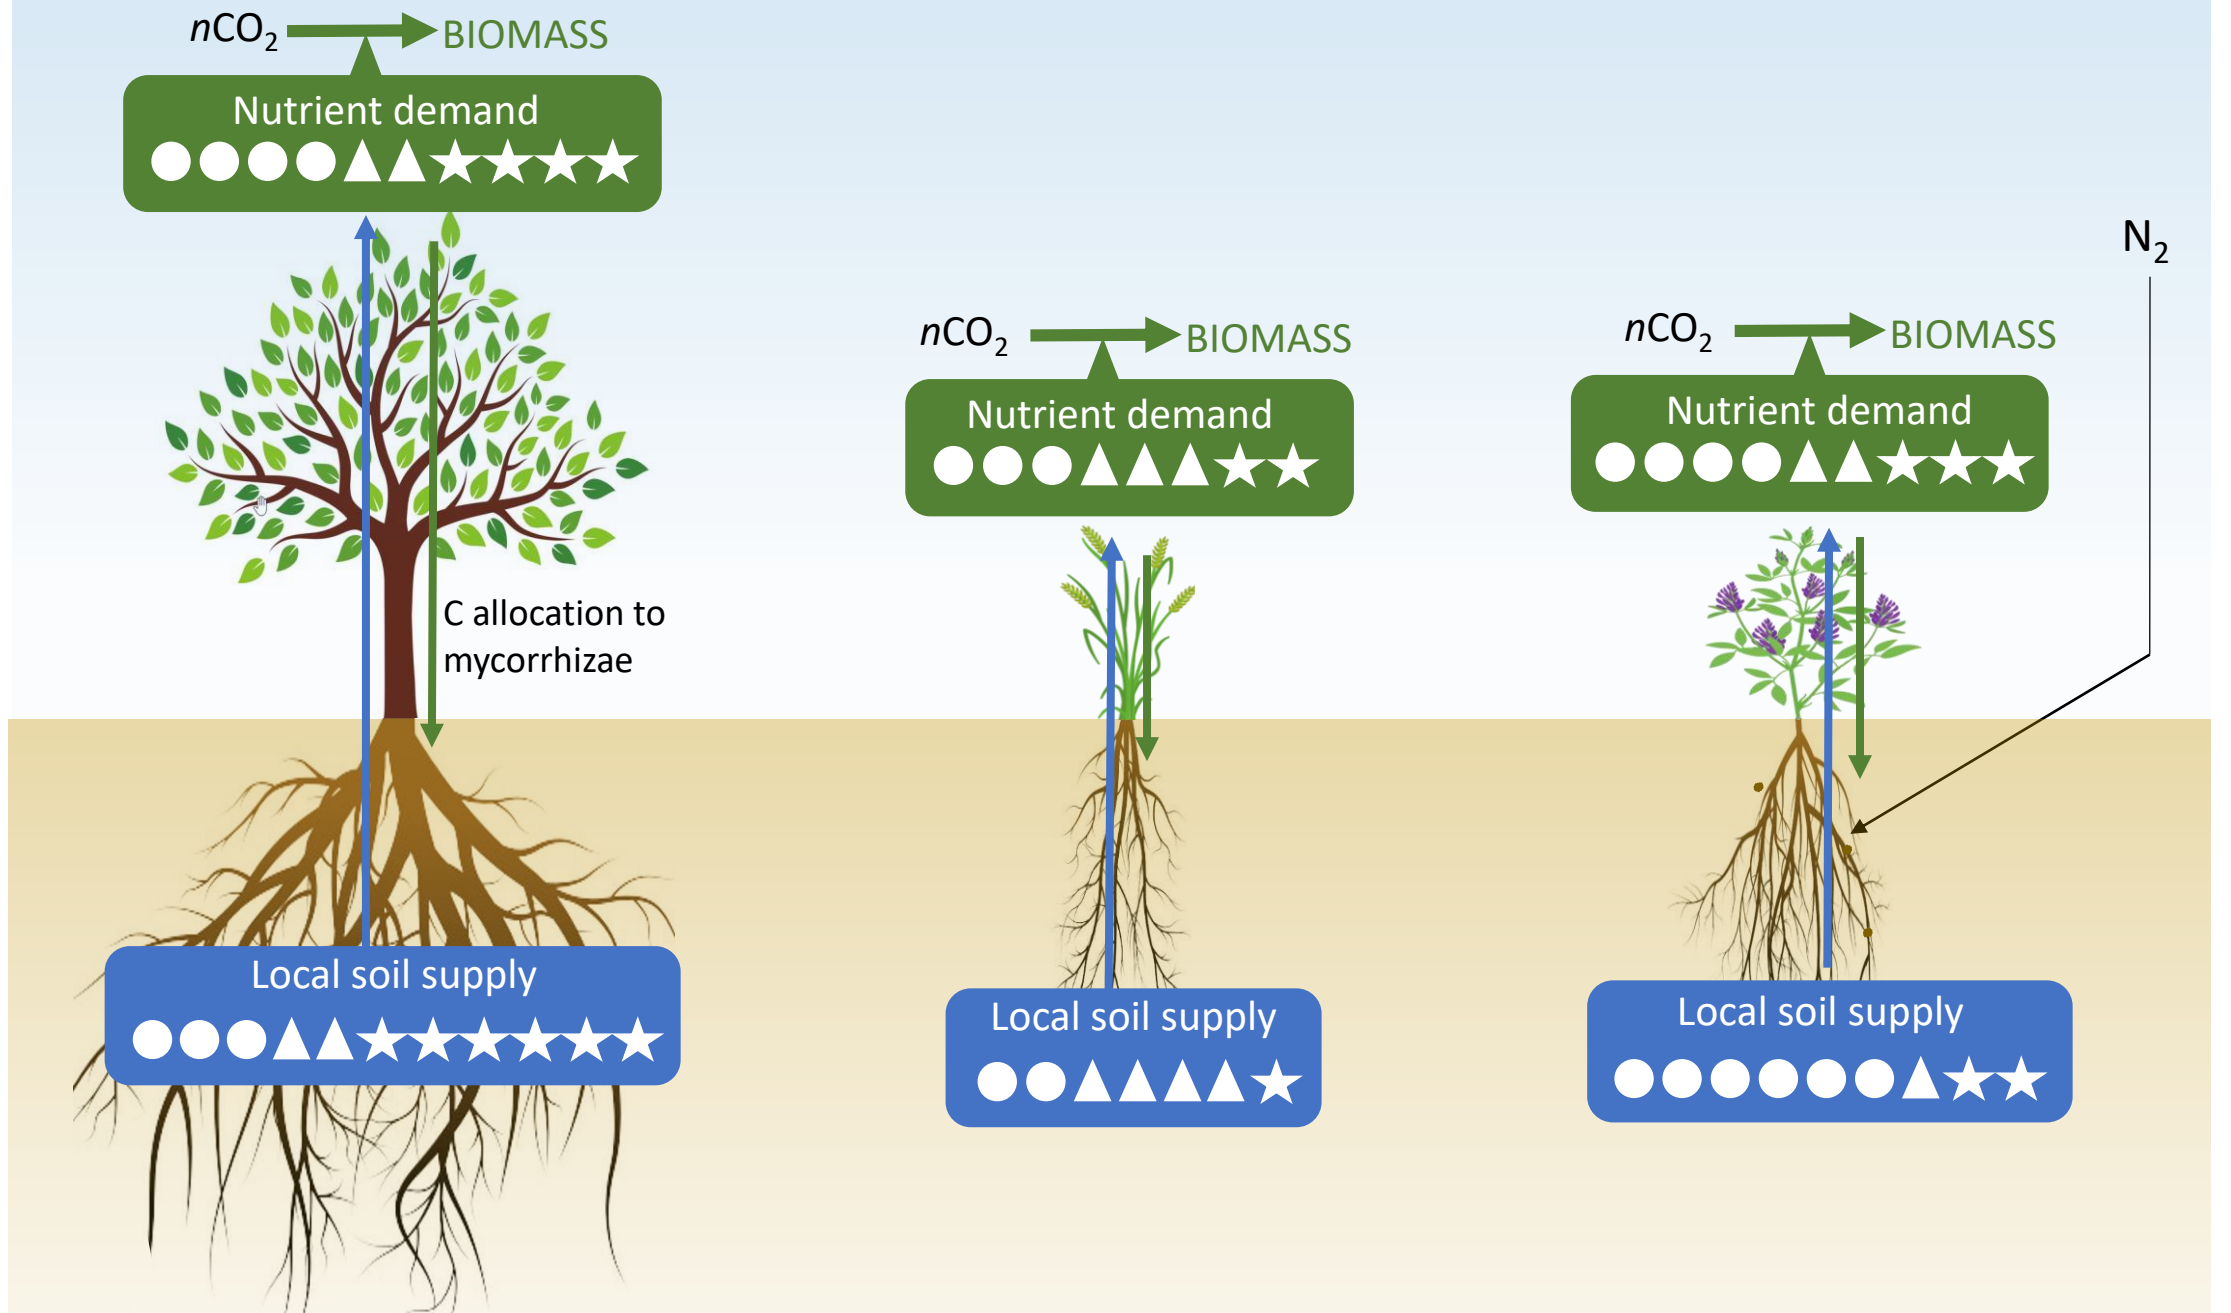 nCO₂ BIOMASS
Nutrient demand
C allocation to
mycorrhizae
Local soil supply
nCO₂ BIOMASS
Nutrient demand
Local soil supply
nCO₂ BIOMASS
Nutrient demand
N₂
Local soil supply